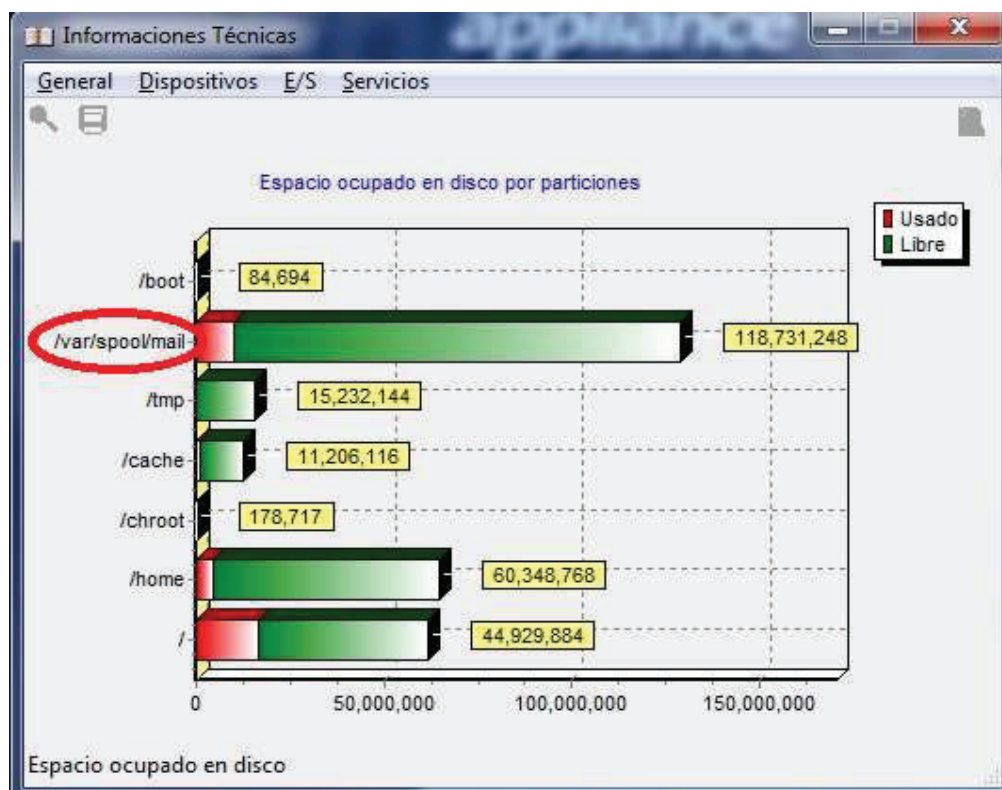 appliance
Informaciones Técnicas
General Dispositivos E/S Servicios
Espacio ocupado en disco por particiones
Usado
Libre
/boot 84,694
/var/spool/mail 118,731,248
/tmp 15,232,144
/cache 11,206,116
/chroot 178,717
/home 60,348,768
/ 44,929,884
0 50,000,000 100,000,000 150,000,000
Espacio ocupado en disco